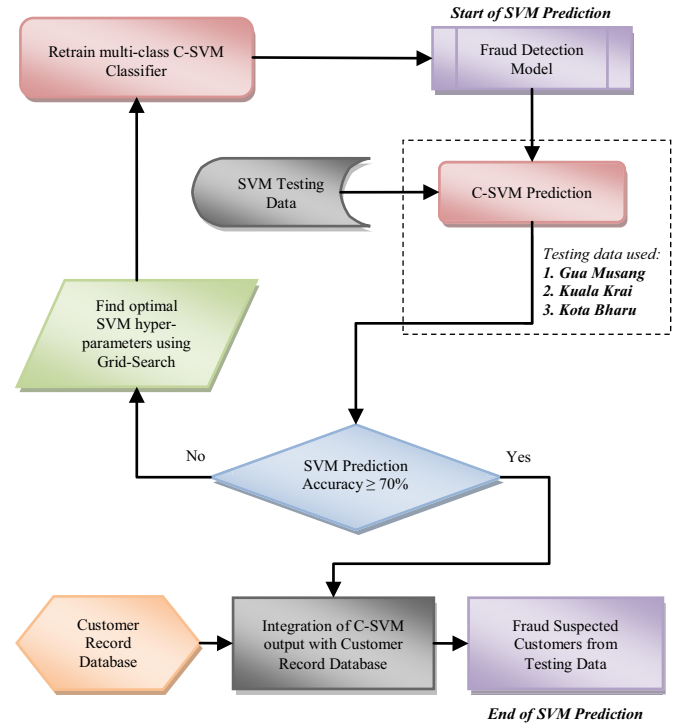 Start of SVM Prediction
Retrain multi-class C-SVM
Classifier
Fraud Detection
Model
SVM Testing
Data
C-SVM Prediction
Testing data used:
1. Gua Musang
2. Kuala Krai
3. Kota Bharu
Find optimal
SVM hyper-
parameters using
Grid-Search
No
SVM Prediction
Accuracy ≥ 70%
Yes
Customer
Record
Database
Integration of C-SVM
output with Customer
Record Database
Fraud Suspected
Customers from
Testing Data
End of SVM Prediction